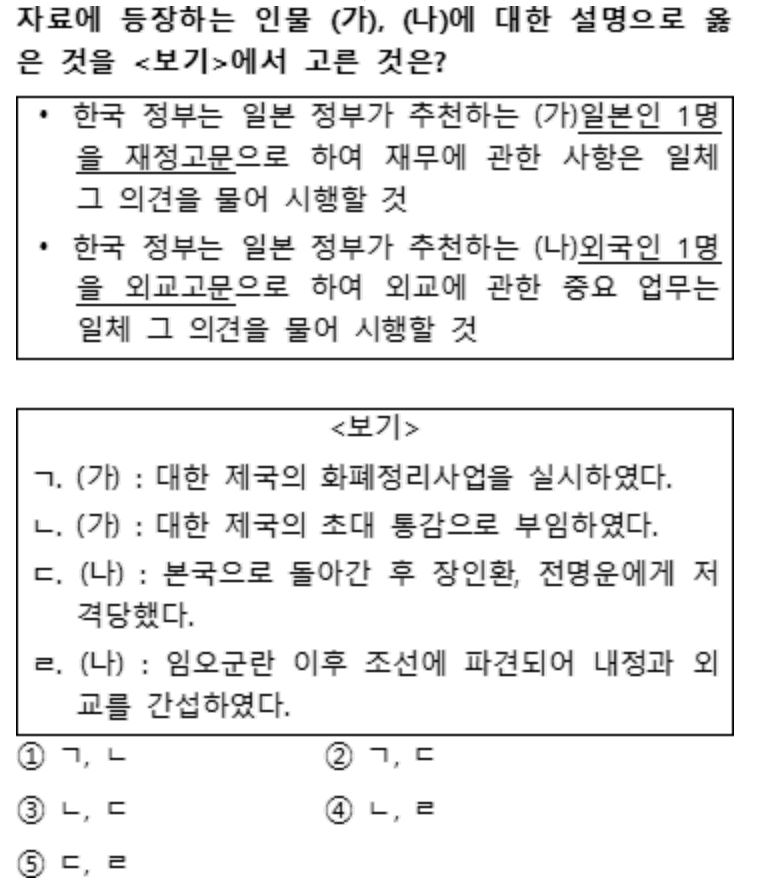 자료에 등장하는 인물 (가), (나)에 대한 설명으로 옳
은 것을 <보기>에서 고른 것은?
• 한국 정부는 일본 정부가 추천하는 (가)일본인 1명
을 재정고문으로 하여 재무에 관한 사항은 일체
그 의견을 물어 시행할 것
• 한국 정부는 일본 정부가 추천하는 (나)외국인 1명
을 외교고문으로 하여 외교에 관한 중요 업무는
일체 그 의견을 물어 시행할 것
<보기>
ㄱ. (가) : 대한 제국의 화폐정리사업을 실시하였다.
ㄴ. (가) : 대한 제국의 초대 통감으로 부임하였다.
ㄷ. (나) : 본국으로 돌아간 후 장인환, 전명운에게 저
격당했다.
ㄹ. (나) : 임오군란 이후 조선에 파견되어 내정과 외
교를 간섭하였다.
① ㄱ, ㄴ ② ㄱ, ㄷ
③ ㄴ, ㄷ ④ ㄴ, ㄹ
⑤ ㄷ, ㄹ